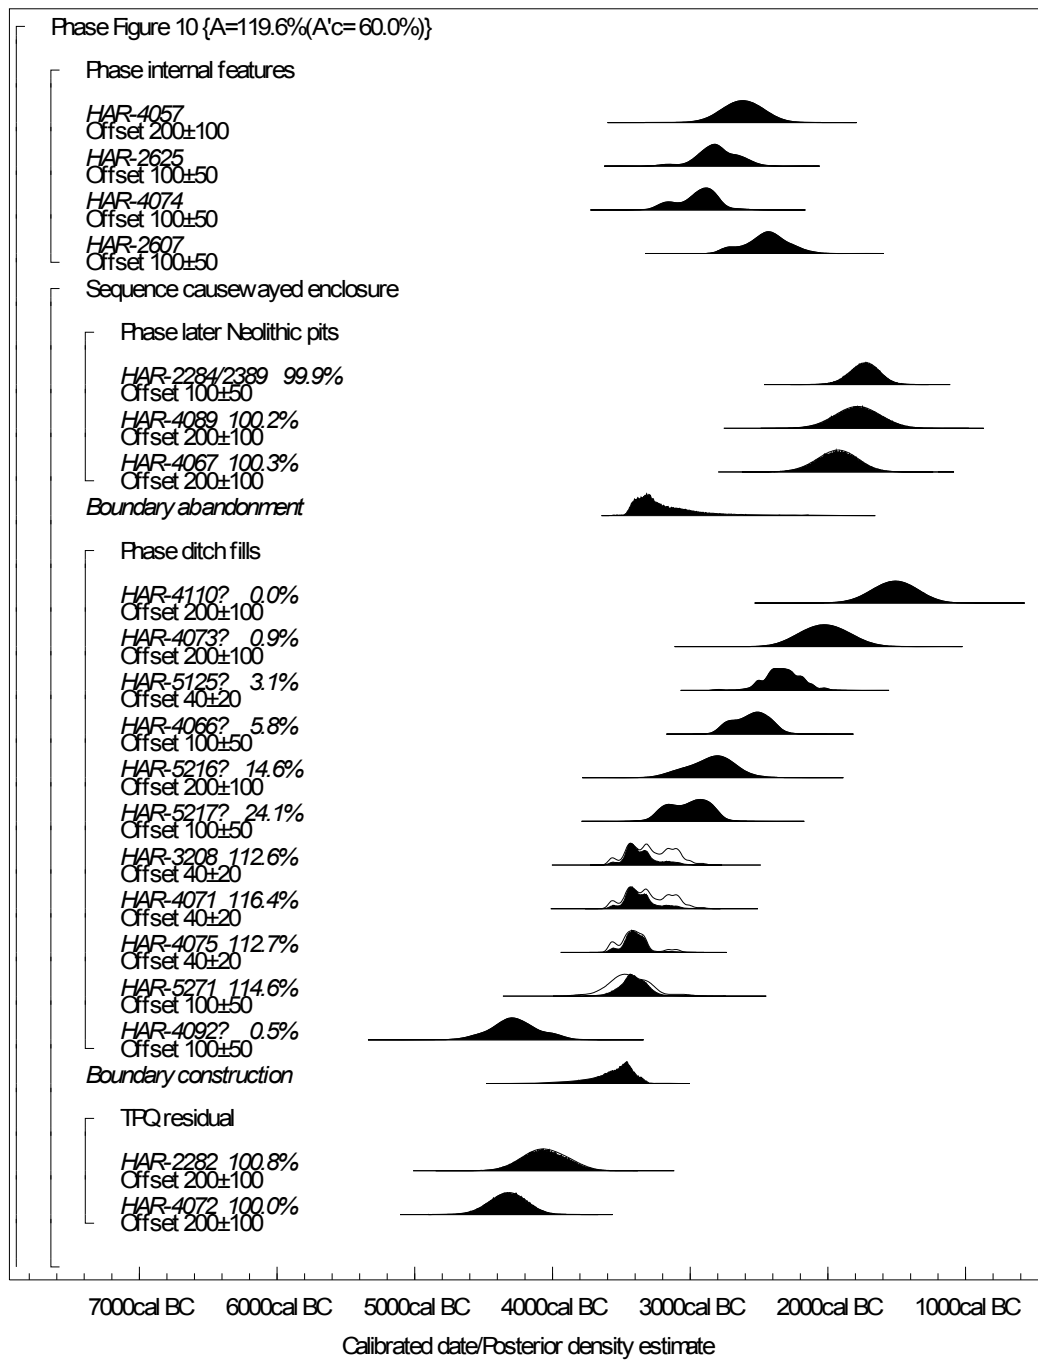 Phase Figure 10 {A=119.6%(A'c= 60.0%)}
Phase internal features
HAR-4057
Offset 200±100
HAR-2625
Offset 100±50
HAR-4074
Offset 100±50
HAR-2607
Offset 100±50
Sequence causewayed enclosure
Phase later Neolithic pits
HAR-2284/2389 99.9%
Offset 100±50
HAR-4089 100.2%
Offset 200±100
HAR-4067 100.3%
Offset 200±100
Boundary abandonment
Phase ditch fills
HAR-4110? 0.0%
Offset 200±100
HAR-4073? 0.9%
Offset 200±100
HAR-5125? 3.1%
Offset 40±20
HAR-4066? 5.8%
Offset 100±50
HAR-5216? 14.6%
Offset 200±100
HAR-5217? 24.1%
Offset 100±50
HAR-3208 112.6%
Offset 40±20
HAR-4071 116.4%
Offset 40±20
HAR-4075 112.7%
Offset 40±20
HAR-5271 114.6%
Offset 100±50
HAR-4092? 0.5%
Offset 100±50
Boundary construction
TPQ residual
HAR-2282 100.8%
Offset 200±100
HAR-4072 100.0%
Offset 200±100
7000cal BC 6000cal BC 5000cal BC 4000cal BC 3000cal BC 2000cal BC 1000cal BC
Calibrated date/Posterior density estimate